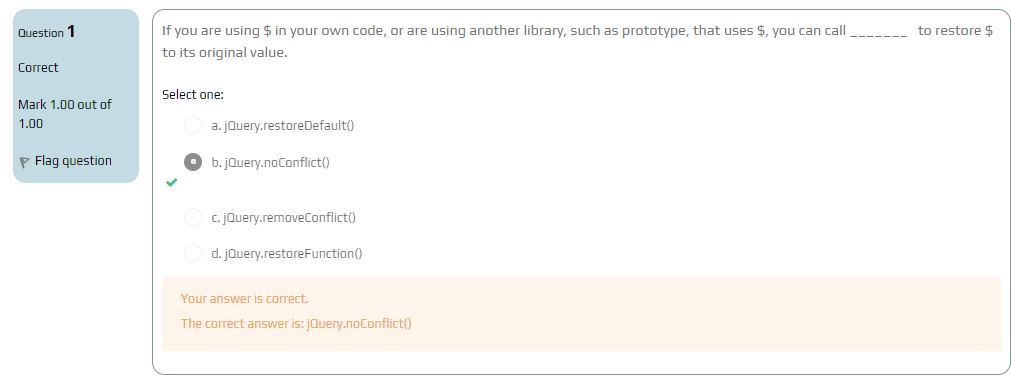 Question 1
Correct
Mark 1.00 out of
1.00
Flag question
If you are using $ in your own code, or are using another library, such as prototype, that uses $, you can call _______ to restore $
to its original value.
Select one:
a. jQuery.restoreDefault()
b. jQuery.noConflict()
c. jQuery.removeConflict()
d. jQuery.restoreFunction()
Your answer is correct.
The correct answer is: jQuery.noConflict()